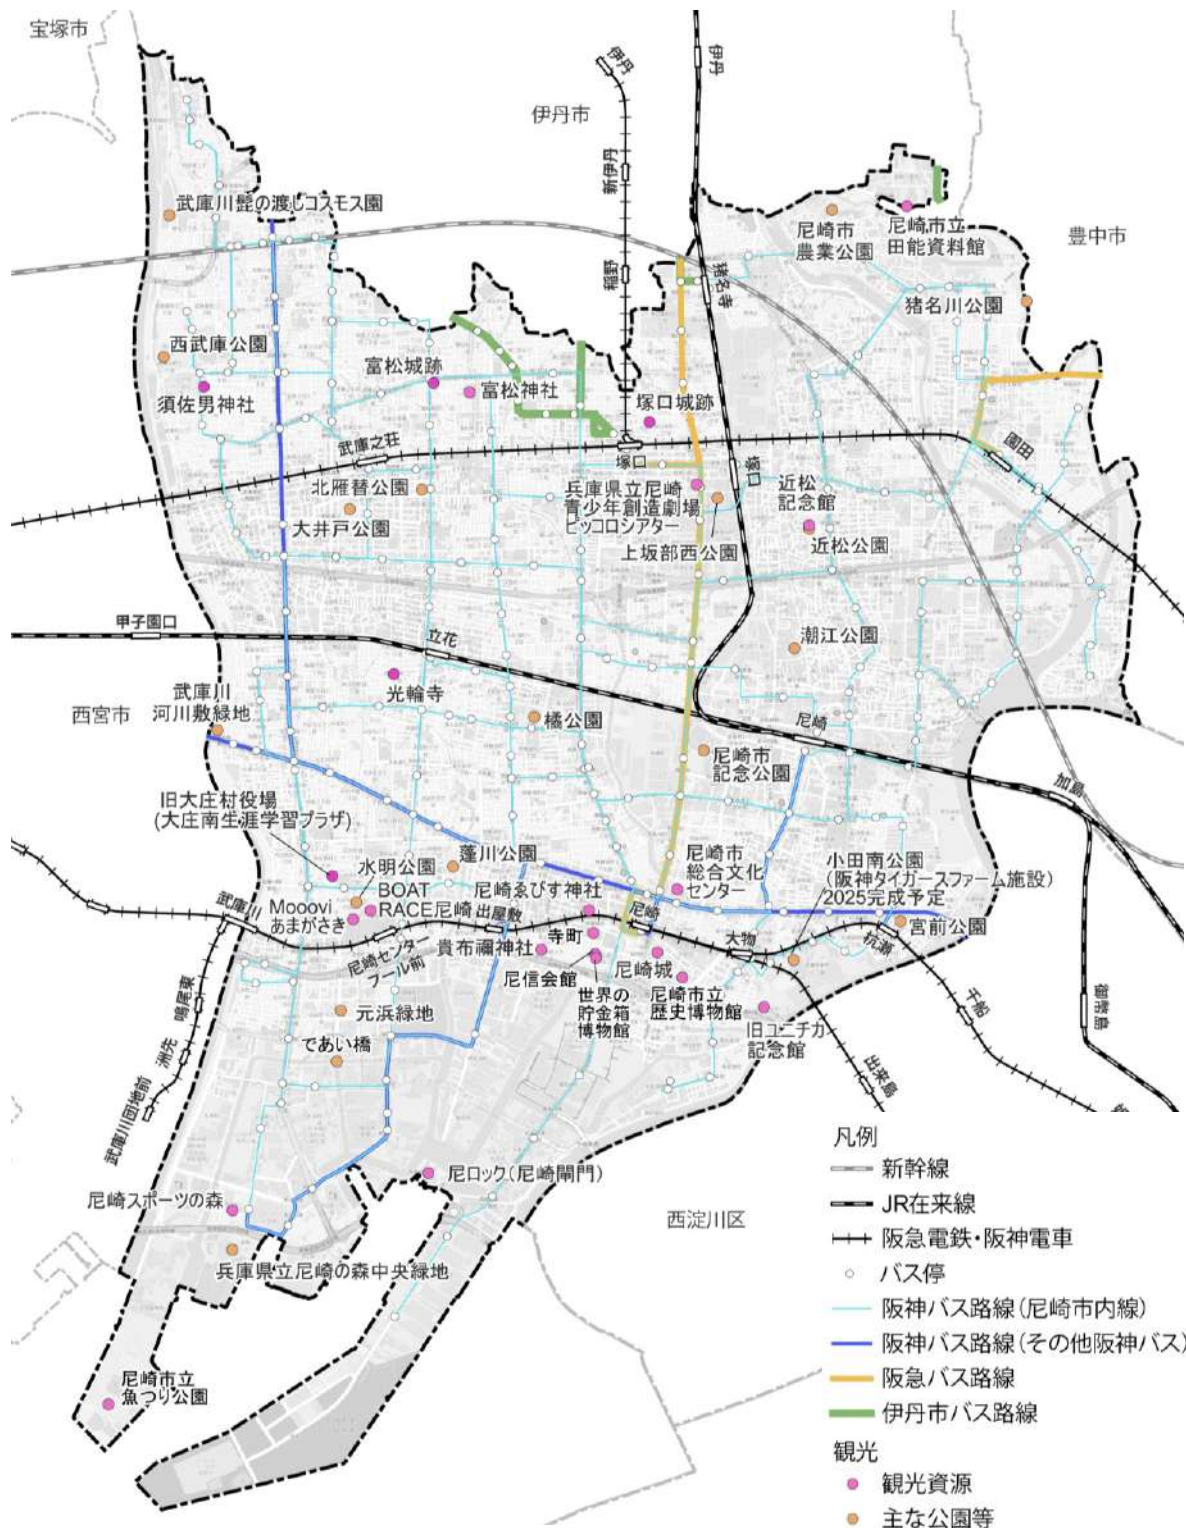 宝塚市
伊丹
伊丹
伊丹市
新伊丹
武庫川髭の渡しコスモス園
尼崎市
農業公園
尼崎市立
田能資料館
豊中市
稲野
猪名寺
猪名川公園
西武庫公園
富松城跡
須佐男神社
富松神社
塚口城跡
武庫之荘
塚口
塚口
園田
北雁替公園
大井戸公園
兵庫県立尼崎
青少年創造劇場
ピッコロシアター
近松
記念館
上坂部西公園
近松公園
甲子園口
立花
潮江公園
西宮市
武庫川
河川敷緑地
光輪寺
橘公園
尼崎
尼崎市
記念公園
加島
旧大庄村役場
(大庄南生涯学習プラザ)
水明公園
蓬川公園
尼崎市
総合文化
センター
小田南公園
(阪神タイガースファーム施設)
2025完成予定
BOAT
RACE尼崎
尼崎ゑびす神社
武庫川
Mooovi
あまがさき
出屋敷
尼崎
宮前公園
尼崎センター
プール前
貴布禰神社
寺町
大物
杭瀬
尼信会館
尼崎城
鳴尾東
世界の
貯金箱
博物館
尼崎市立
歴史博物館
千船
御幣島
元浜緑地
旧ユニチカ
記念館
洲先
であい橋
出来島
武庫川団地前
尼ロック(尼崎閘門)
尼崎スポーツの森
西淀川区
兵庫県立尼崎の森中央緑地
尼崎市立
魚つり公園
凡例
新幹線
JR在来線
阪急電鉄・阪神電車
バス停
阪神バス路線(尼崎市内線)
阪神バス路線(その他阪神バス)
阪急バス路線
伊丹市バス路線
観光
観光資源
主な公園等